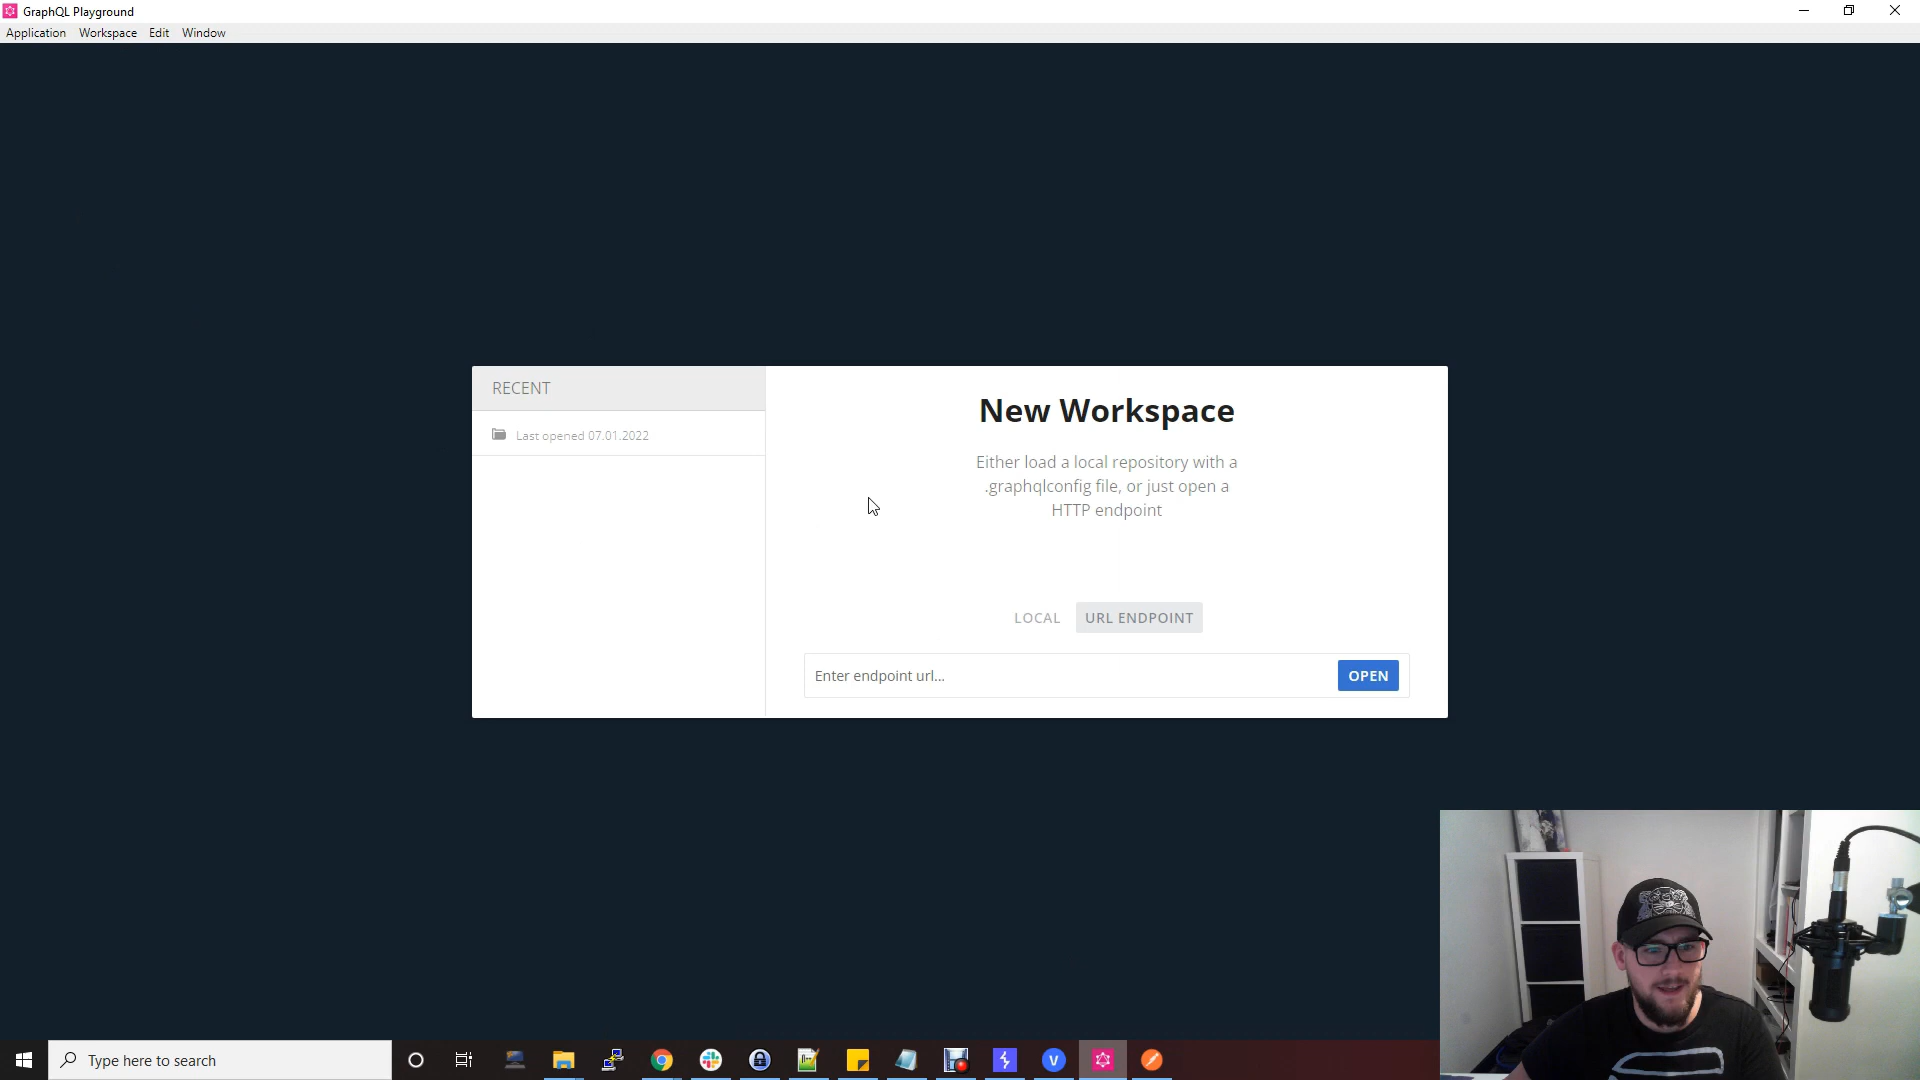 GraphQL Playground
Application Workspace Edit Window
RECENT
Last opened 07.01.2022
New Workspace
Either load a local repository with a
.graphqlconfig file, or just open a
HTTP endpoint
LOCAL URL ENDPOINT
Enter endpoint url...
OPEN
Type here to search